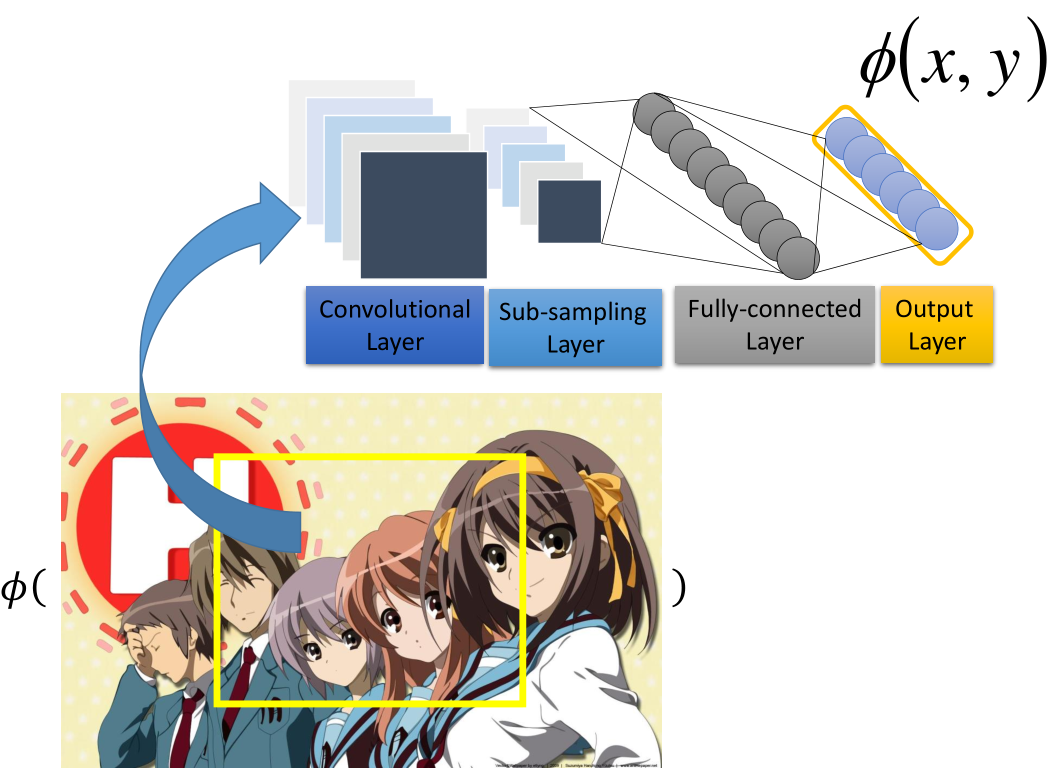 ϕ(x, y)
Convolutional
Layer
Sub-sampling
Layer
Fully-connected
Layer
Output
Layer
ϕ( )